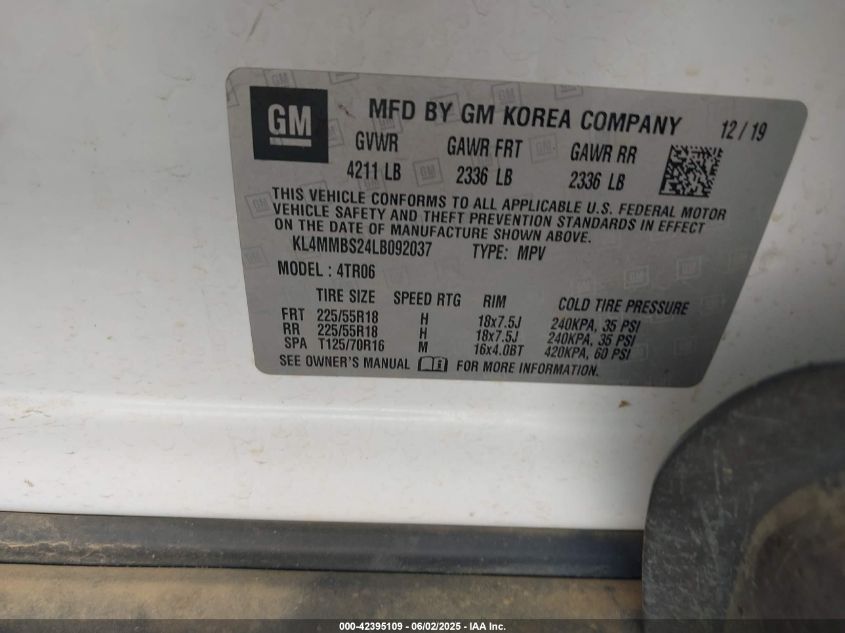 GM
MFD BY GM KOREA COMPANY 12 / 19
GVWR GAWR FRT GAWR RR
4211 LB 2336 LB 2336 LB
THIS VEHICLE CONFORMS TO ALL APPLICABLE U.S. FEDERAL MOTOR
VEHICLE SAFETY AND THEFT PREVENTION STANDARDS IN EFFECT
ON THE DATE OF MANUFACTURE SHOWN ABOVE.
KL4MMBS24LB092037 TYPE: MPV
MODEL : 4TR06
TIRE SIZE SPEED RTG RIM COLD TIRE PRESSURE
FRT 225/55R18 H 18x7.5J 240KPA, 35 PSI
RR 225/55R18 H 18x7.5J 240KPA, 35 PSI
SPA T125/70R16 M 16x4.0BT 420KPA, 60 PSI
SEE OWNER'S MANUAL FOR MORE INFORMATION.
000-42395109 - 06/02/2025 - IAA Inc.